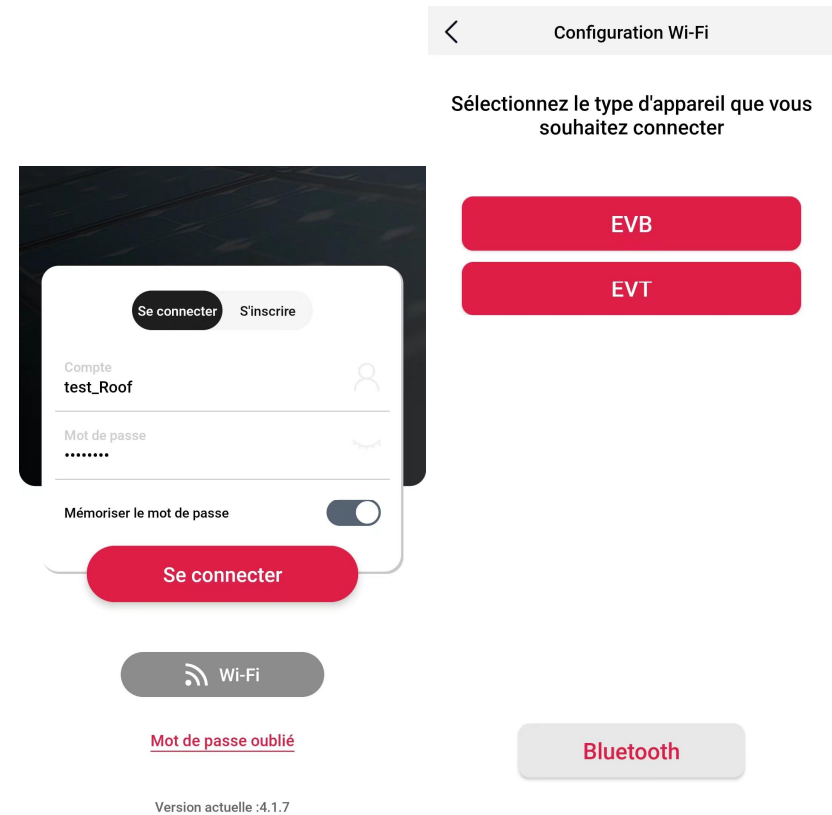 Se connecter
S'inscrire
Compte
test_Roof
Mot de passe
••••••••
Mémoriser le mot de passe
Se connecter
Wi-Fi
Mot de passe oublié
Version actuelle :4.1.7
Configuration Wi-Fi
Sélectionnez le type d'appareil que vous
souhaitez connecter
EVB
EVT
Bluetooth